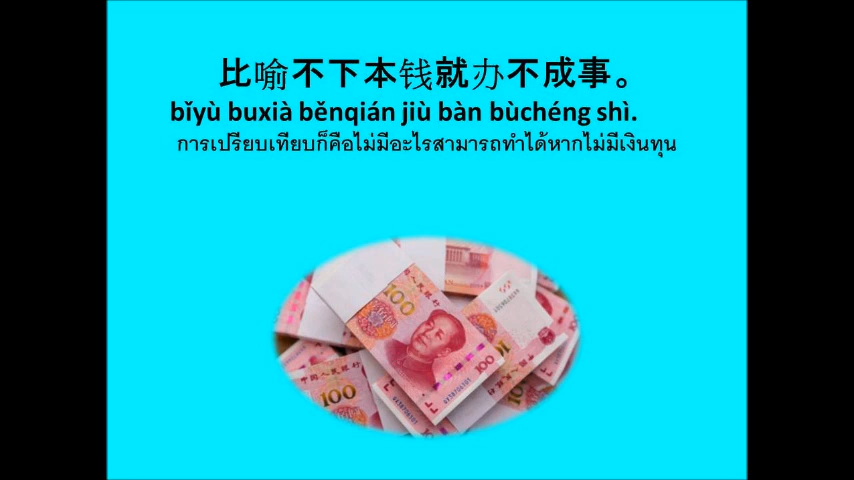 比喻不下本钱就办不成事。
bǐyù buxià běnqián jiù bàn bùchéng shì.
การเปรียบเทียบก็คือไม่มีอะไรสามารถทำได้หากไม่มีเงินทุน
100
100
100